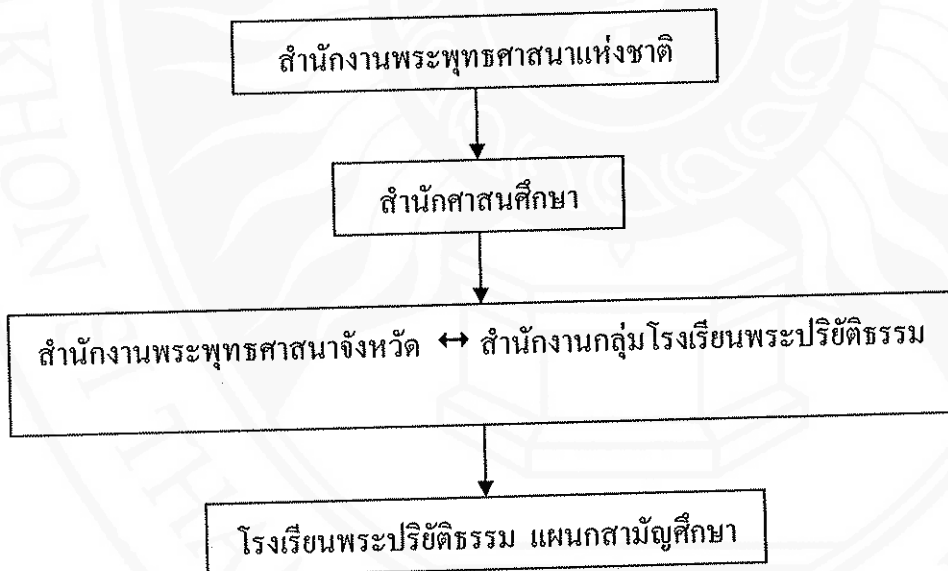 สำนักงานพระพุทธศาสนาแห่งชาติ
สำนักศาสนศึกษา
สำนักงานพระพุทธศาสนาจังหวัด ↔ สำนักงานกลุ่มโรงเรียนพระปริยัติธรรม
โรงเรียนพระปริยัติธรรม แผนกสามัญศึกษา